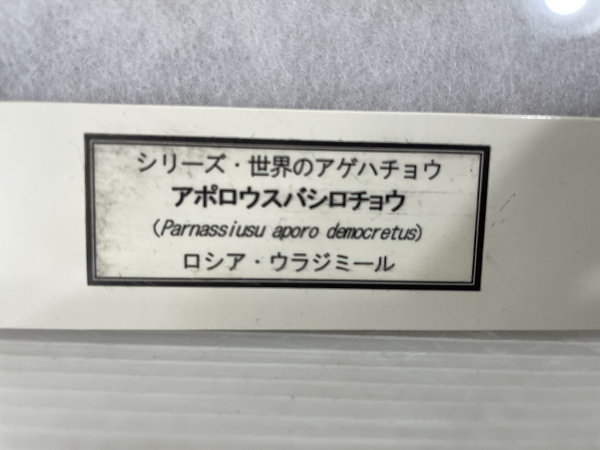 シリーズ・世界のアゲハチョウ
アポロウスバシロチョウ
(Parnassiusu aporo democretus)
ロシア・ウラジミール